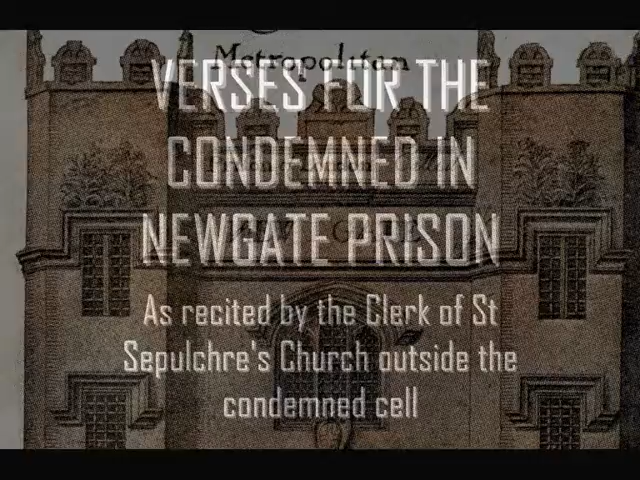 Metropolitan
VERSES FOR THE
CONDEMNED IN
NEWGATE PRISON
As recited by the Clerk of St
Sepulchre's Church outside the
condemned cell